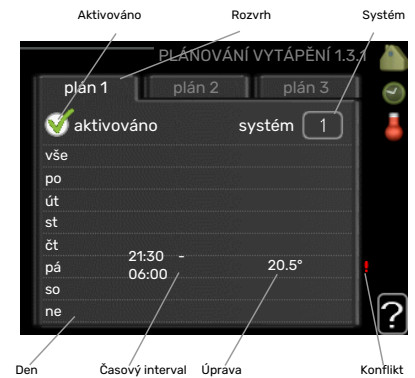 Aktivováno Rozvrh Systém
PLÁNOVÁNÍ VYTÁPĚNÍ 1.3.1
plán 1 plán 2 plán 3
aktivováno systém 1
vše
po
út
st
čt
pá 21:30 - 06:00 20.5° !
so
ne
?
Den Časový interval Úprava Konflikt